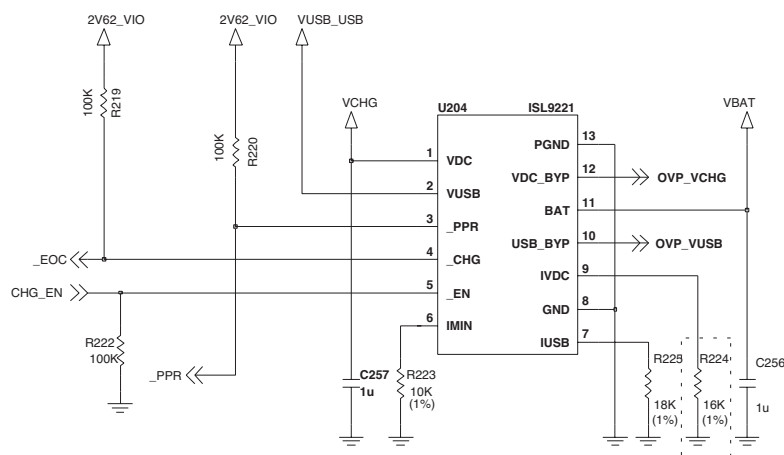 2V62_VIO
2V62_VIO
VUSB_USB
100K
R219
100K
R220
VCHG
U204
ISL9221
VBAT
1
VDC
PGND
13
2
VUSB
VDC_BYP
12
OVP_VCHG
3
_PPR
BAT
11
4
_CHG
USB_BYP
10
OVP_VUSB
_EOC
5
_EN
IVDC
9
CHG_EN
6
IMIN
GND
8
IUSB
7
R222
100K
_PPR
C257
1u
R223
10K
(1%)
R225
18K
(1%)
R224
16K
(1%)
C256
1u